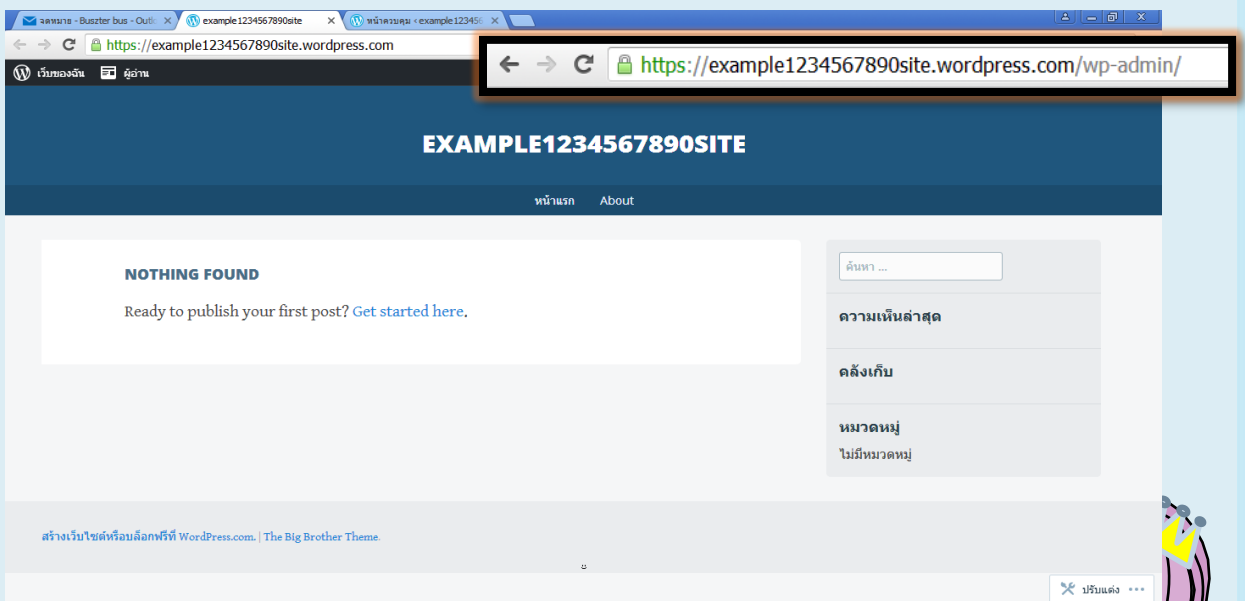 จดหมาย - Buszter bus - Outlo
example1234567890site
หน้าควบคุม ‹ example123456
https://example1234567890site.wordpress.com
https://example1234567890site.wordpress.com/wp-admin/
เว็บของฉัน
ผู้อ่าน
EXAMPLE1234567890SITE
หน้าแรก About
NOTHING FOUND
Ready to publish your first post? Get started here.
ค้นหา ...
ความเห็นล่าสุด
คลังเก็บ
หมวดหมู่
ไม่มีหมวดหมู่
สร้างเว็บไซต์หรือบล็อกฟรีที่ WordPress.com. | The Big Brother Theme.
ปรับแต่ง